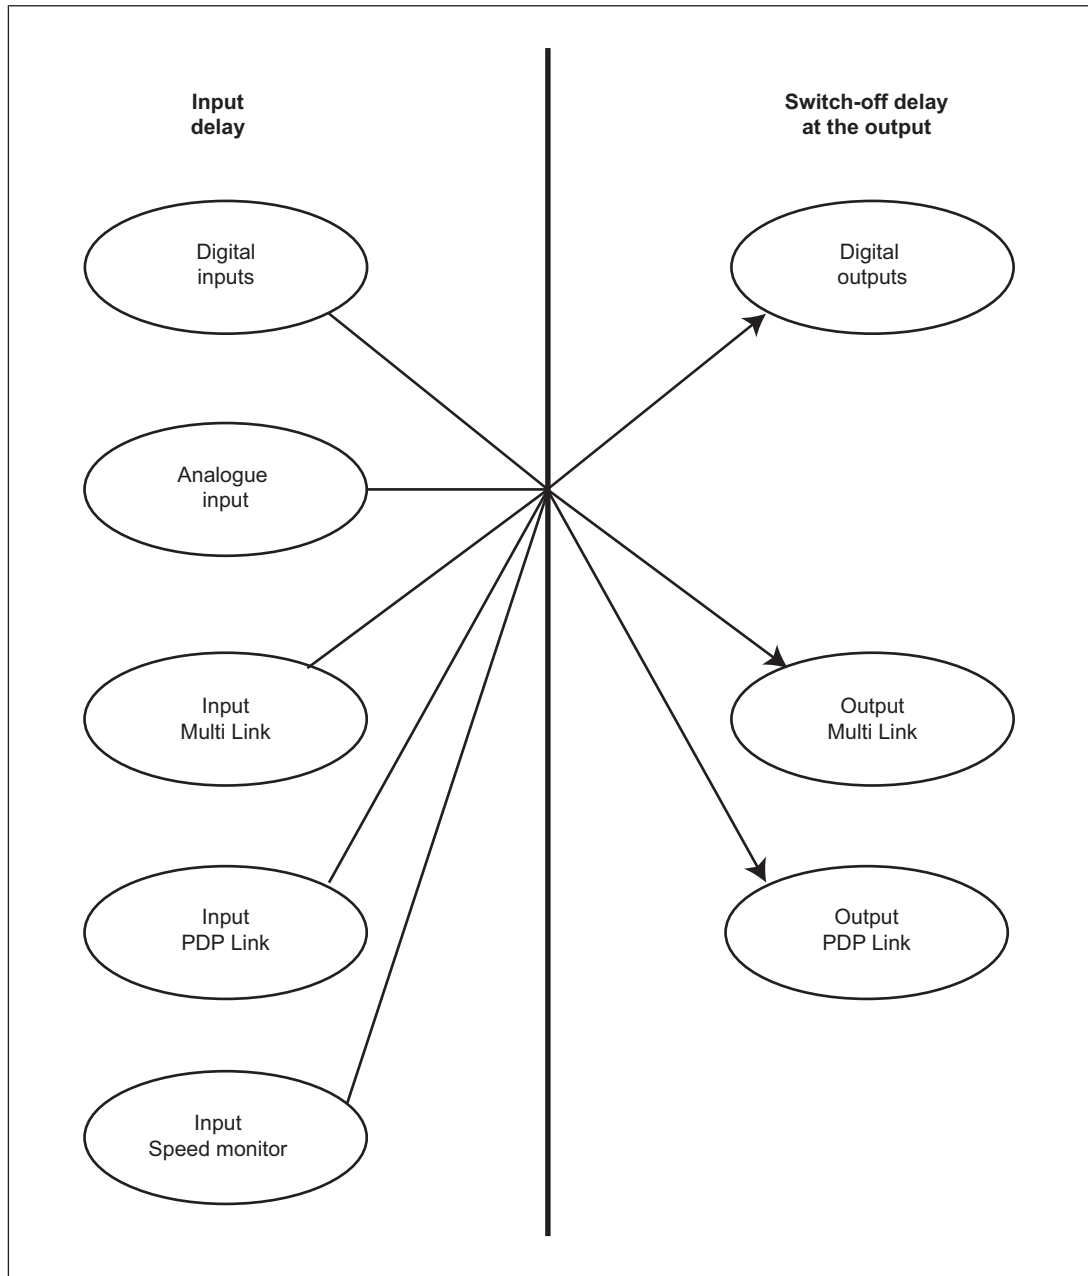 Input
delay
Switch-off delay
at the output
Digital
inputs
Digital
outputs
Analogue
input
Input
Multi Link
Output
Multi Link
Input
PDP Link
Output
PDP Link
Input
Speed monitor